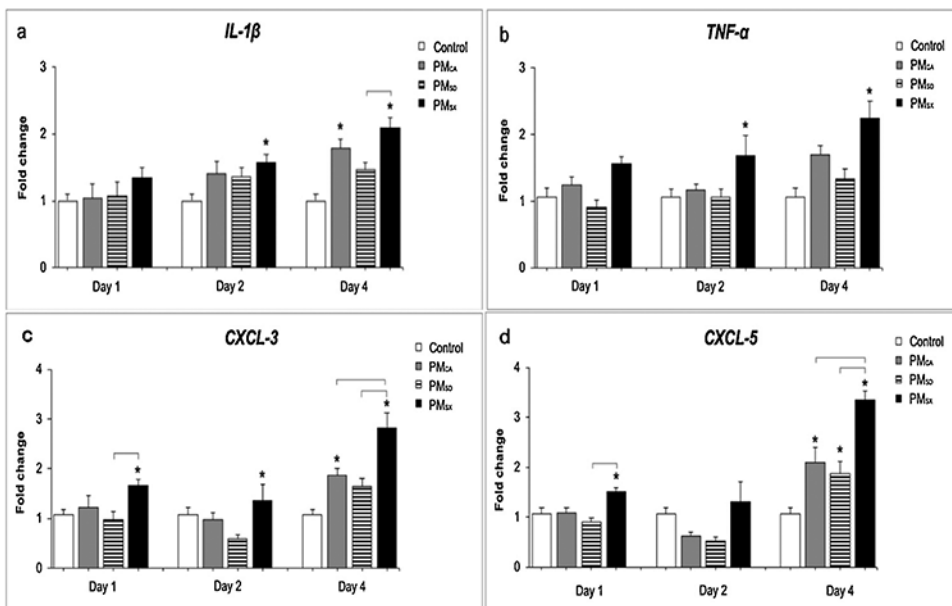 a
IL-1β
Control
PMCA
PMSD
PMSX
Fold change
3
2
1
0
*
*
*
Day 1 Day 2 Day 4
b
TNF-α
Control
PMCA
PMSD
PMSX
Fold change
3
2
1
0
*
*
Day 1 Day 2 Day 4
c
CXCL-3
Control
PMCA
PMSD
PMSX
Fold change
4
3
2
1
0
*
*
*
*
Day 1 Day 2 Day 4
d
CXCL-5
Control
PMCA
PMSD
PMSX
Fold change
4
3
2
1
0
*
*
*
*
Day 1 Day 2 Day 4